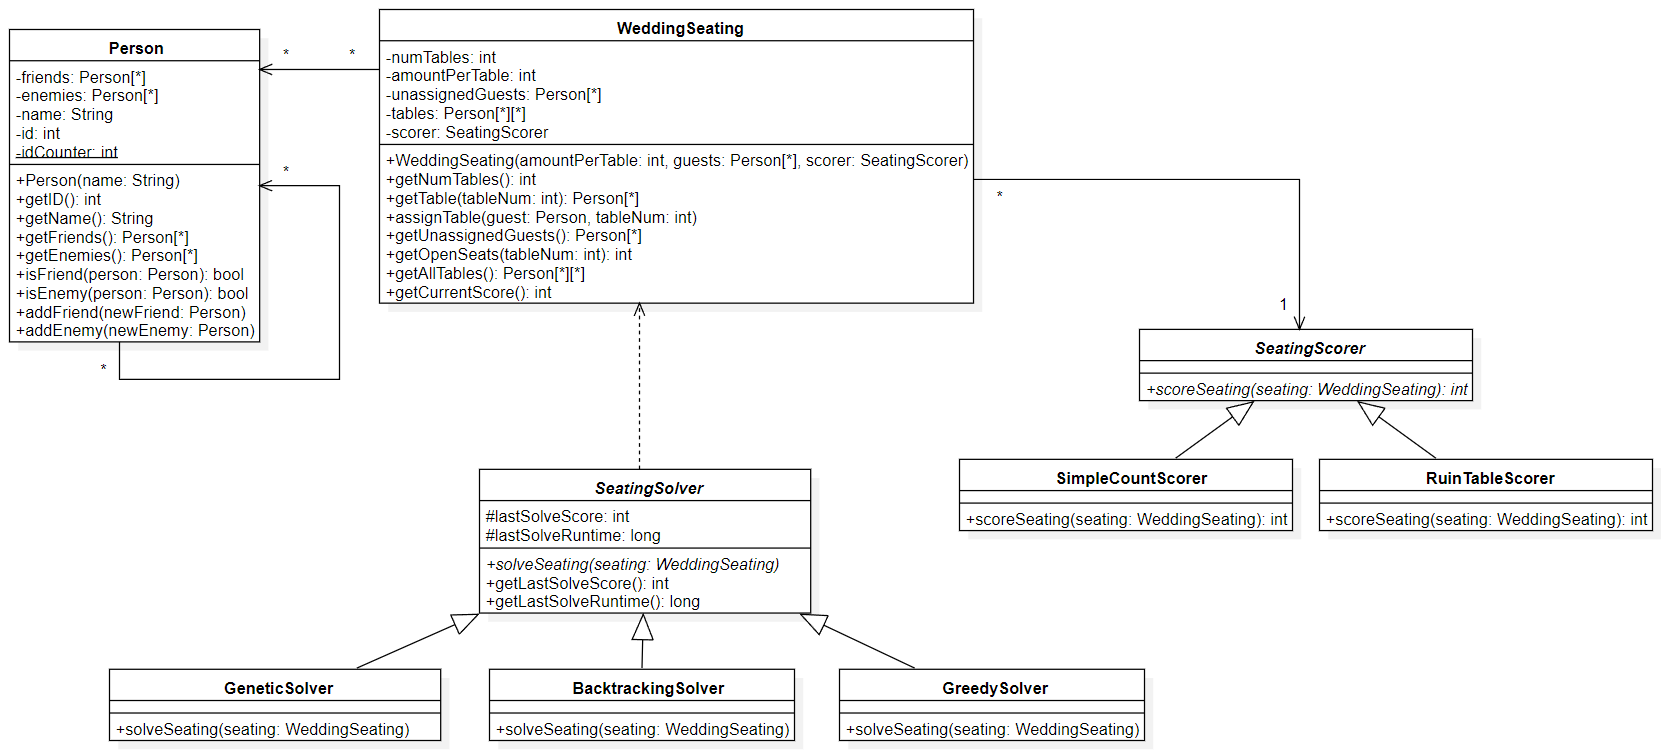 Person
-friends: Person[*]
-enemies: Person[*]
-name: String
-id: int
-idCounter: int
+Person(name: String)
+getID(): int
+getName(): String
+getFriends(): Person[*]
+getEnemies(): Person[*]
+isFriend(person: Person): bool
+isEnemy(person: Person): bool
+addFriend(newFriend: Person)
+addEnemy(newEnemy: Person)
*
*
*
*
WeddingSeating
-numTables: int
-amountPerTable: int
-unassignedGuests: Person[*]
-tables: Person[*][*]
-scorer: SeatingScorer
+WeddingSeating(amountPerTable: int, guests: Person[*], scorer: SeatingScorer)
+getNumTables(): int
+getTable(tableNum: int): Person[*]
+assignTable(guest: Person, tableNum: int)
+getUnassignedGuests(): Person[*]
+getOpenSeats(tableNum: int): int
+getAllTables(): Person[*][*]
+getCurrentScore(): int
*
1
SeatingScorer
+scoreSeating(seating: WeddingSeating): int
SimpleCountScorer
+scoreSeating(seating: WeddingSeating): int
RuinTableScorer
+scoreSeating(seating: WeddingSeating): int
SeatingSolver
#lastSolveScore: int
#lastSolveRuntime: long
+solveSeating(seating: WeddingSeating)
+getLastSolveScore(): int
+getLastSolveRuntime(): long
GeneticSolver
+solveSeating(seating: WeddingSeating)
BacktrackingSolver
+solveSeating(seating: WeddingSeating)
GreedySolver
+solveSeating(seating: WeddingSeating)